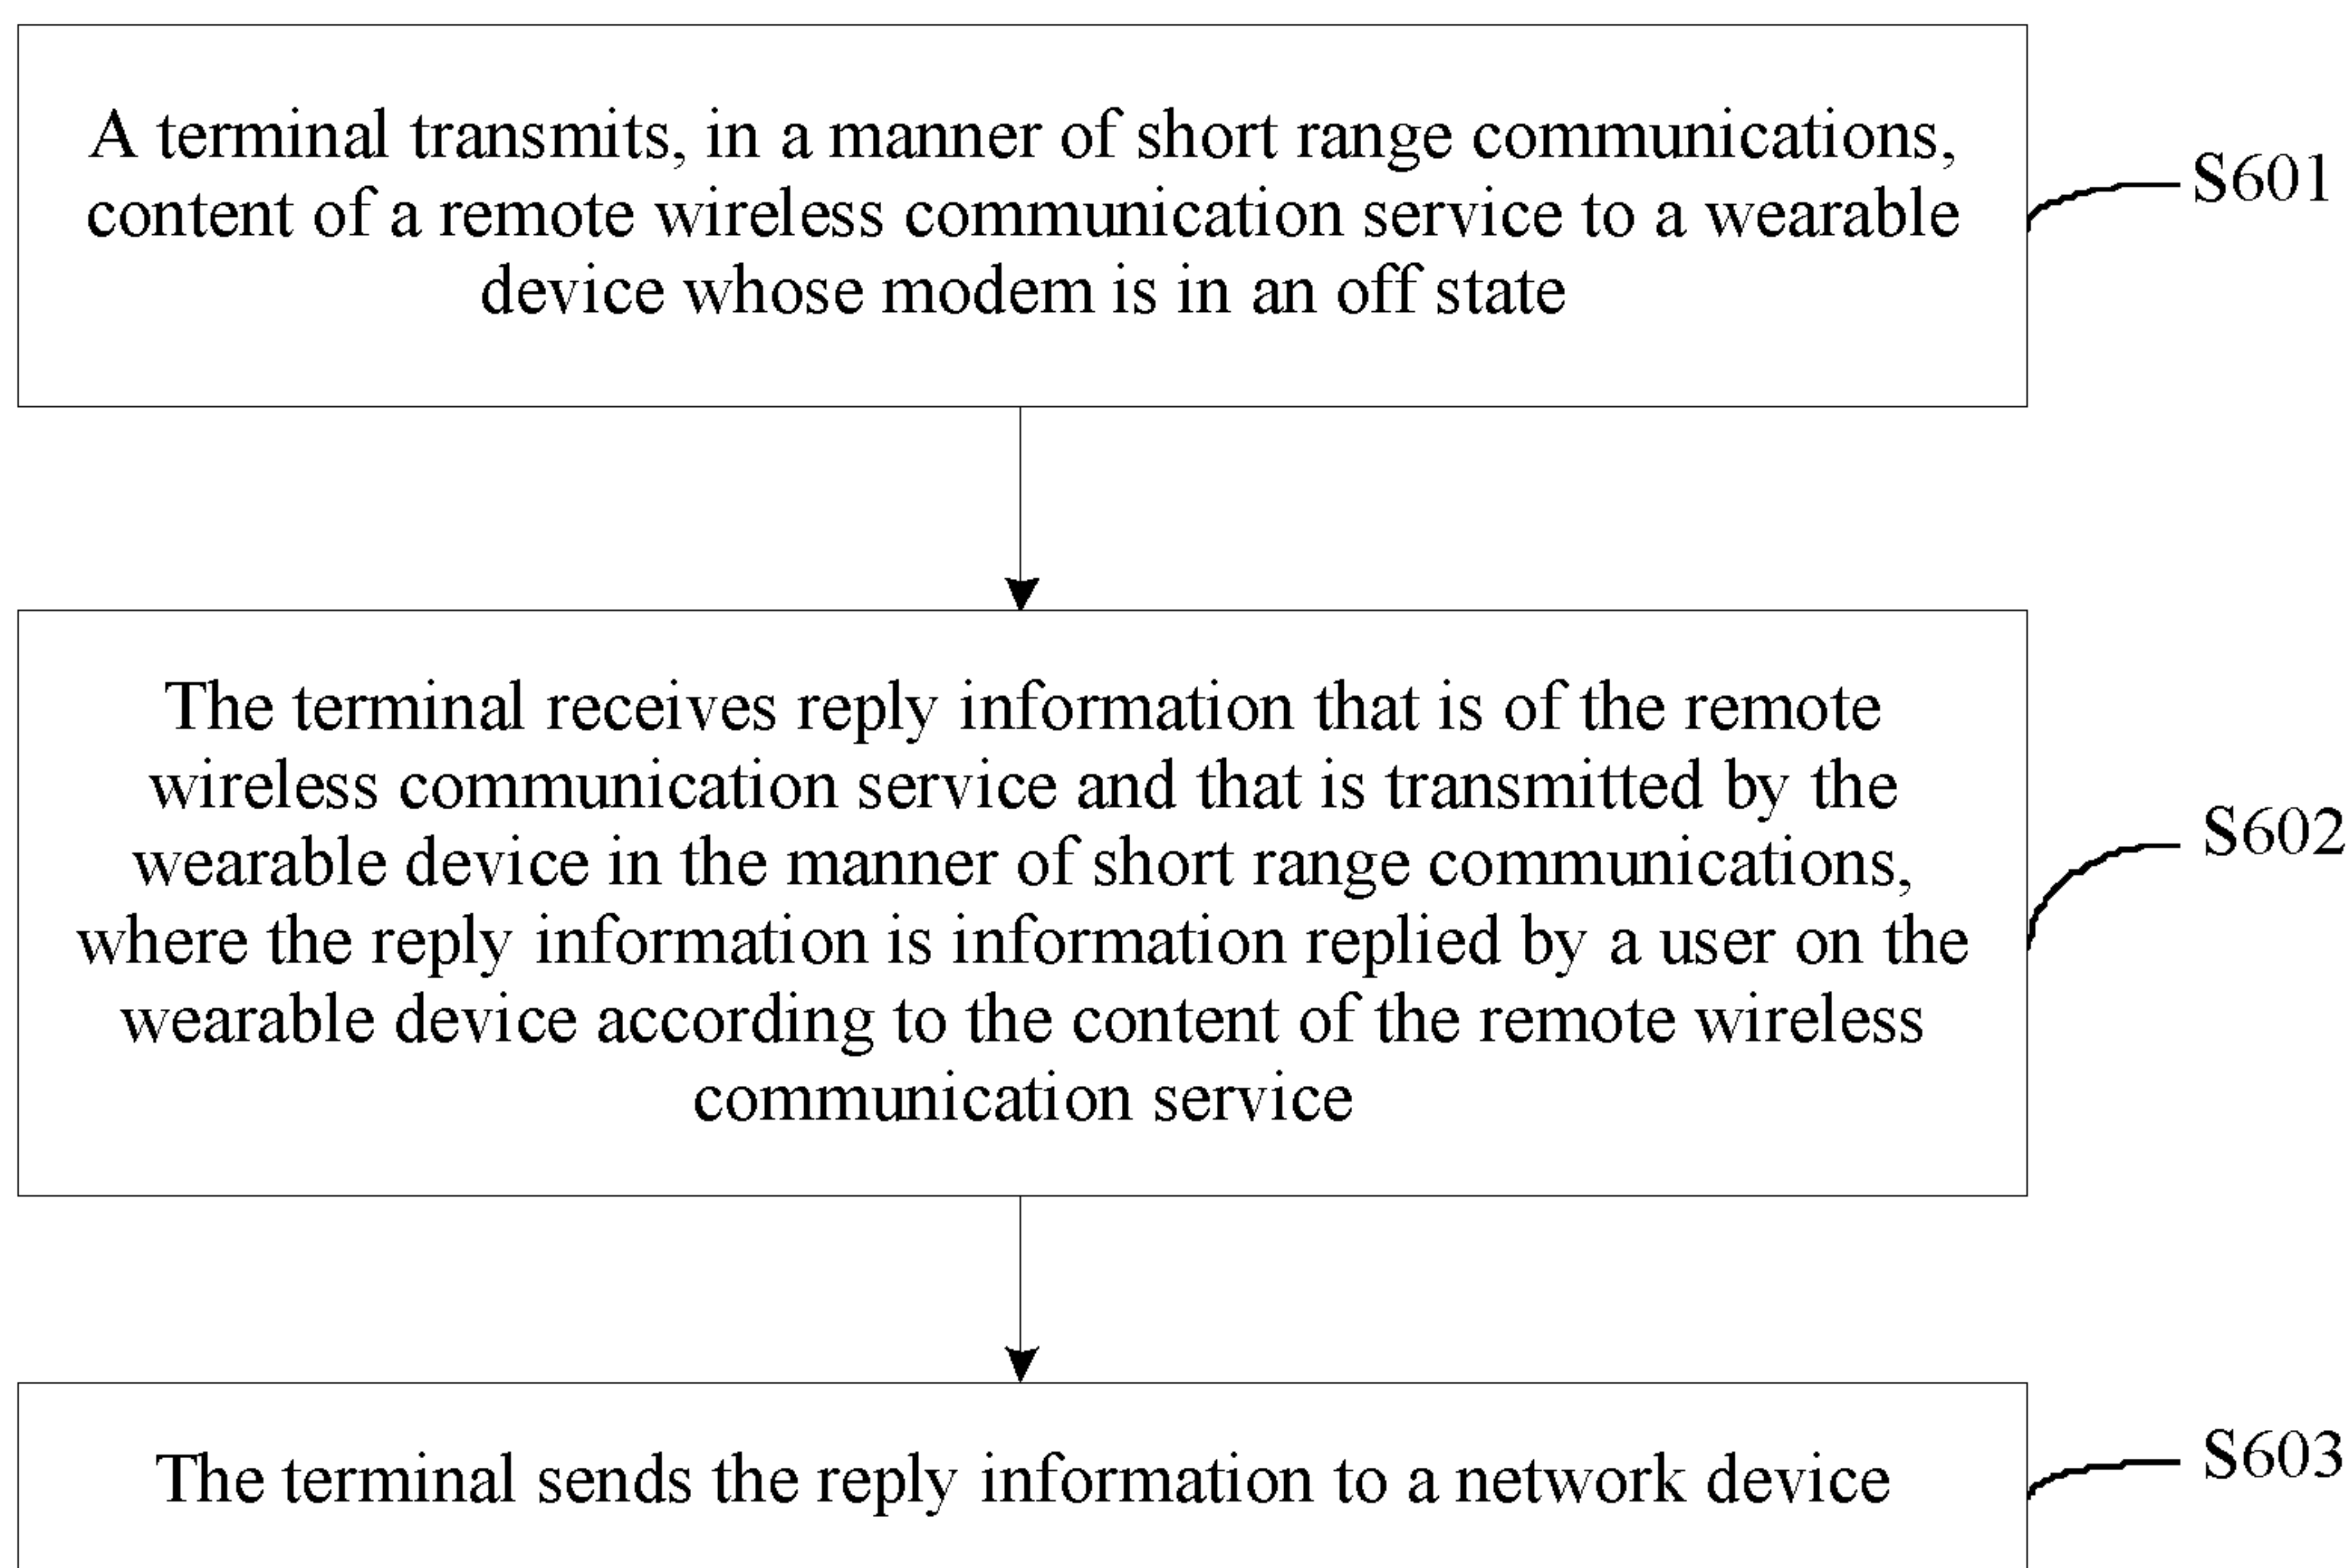 A terminal transmits, in a manner of short range communications,
content of a remote wireless communication service to a wearable
device whose modem is in an off state
S601
The terminal receives reply information that is of the remote
wireless communication service and that is transmitted by the
wearable device in the manner of short range communications,
where the reply information is information replied by a user on the
wearable device according to the content of the remote wireless
communication service
S602
The terminal sends the reply information to a network device
S603